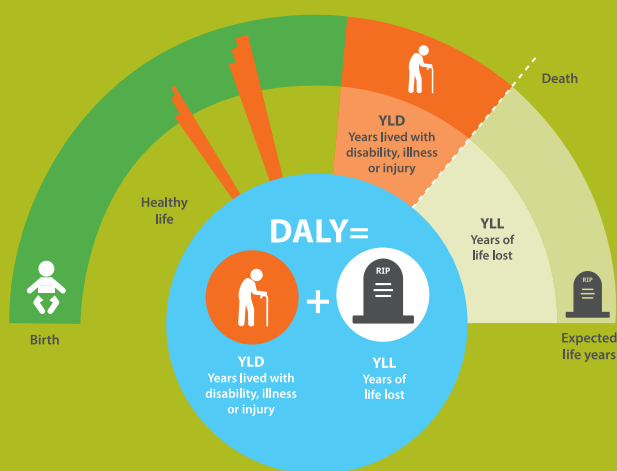 Death
YLD
Years lived with
disability, illness
or injury
Healthy
life
YLL
Years of
life lost
DALY=
RIP
+
RIP
Birth
Expected
life years
YLD
Years lived with
disability, illness
or injury
YLL
Years of
life lost